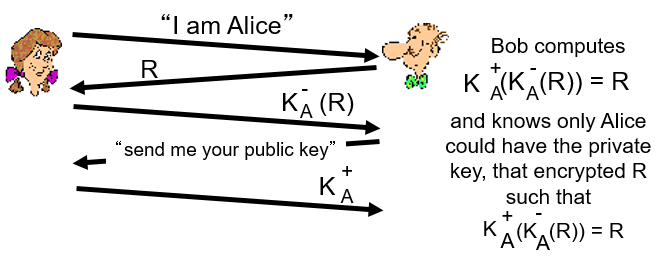 “I am Alice”
R
K_A^- (R)
“send me your public key”
K_A^+
Bob computes
K_A^+(K_A^-(R)) = R
and knows only Alice
could have the private
key, that encrypted R
such that
K_A^+(K_A^-(R)) = R